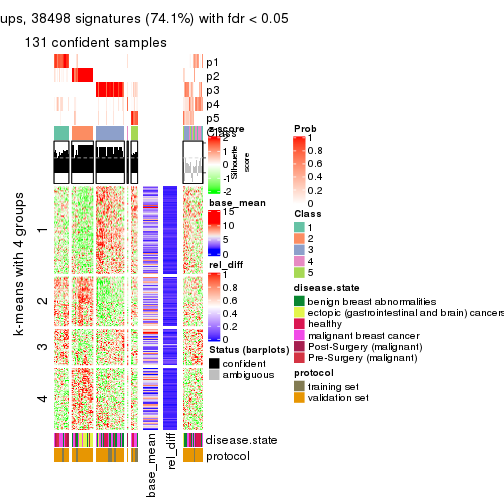 ups, 38498 signatures (74.1%) with fdr < 0.05
131 confident samples
p1
p2
p3
p4
p5
z-score
2
1
0
-1
-2
Silhouette
score
base_mean
15
10
5
0
rel_diff
1
0.8
0.6
0.4
0.2
0
Status (barplots)
confident
ambiguous
k-means with 4 groups
1
2
3
4
base_mean
rel_diff
disease.state
protocol
Prob
1
0.8
0.6
0.4
0.2
0
Class
1
2
3
4
5
disease.state
benign breast abnormalities
ectopic (gastrointestinal and brain) cancers
healthy
malignant breast cancer
Post-Surgery (malignant)
Pre-Surgery (malignant)
protocol
training set
validation set